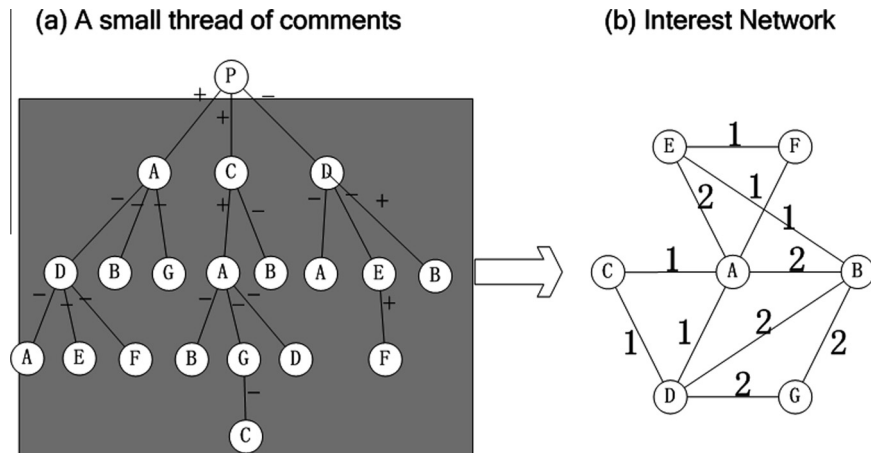 (a) A small thread of comments
(b) Interest Network
P
+ + −
A C D
− − − + − − − +
D B G A B A E B
− − − − − − +
A E F B G D F
−
C
E 1 F
2 1 1
C 1 A 2 B
1 1 2 2
D 2 G